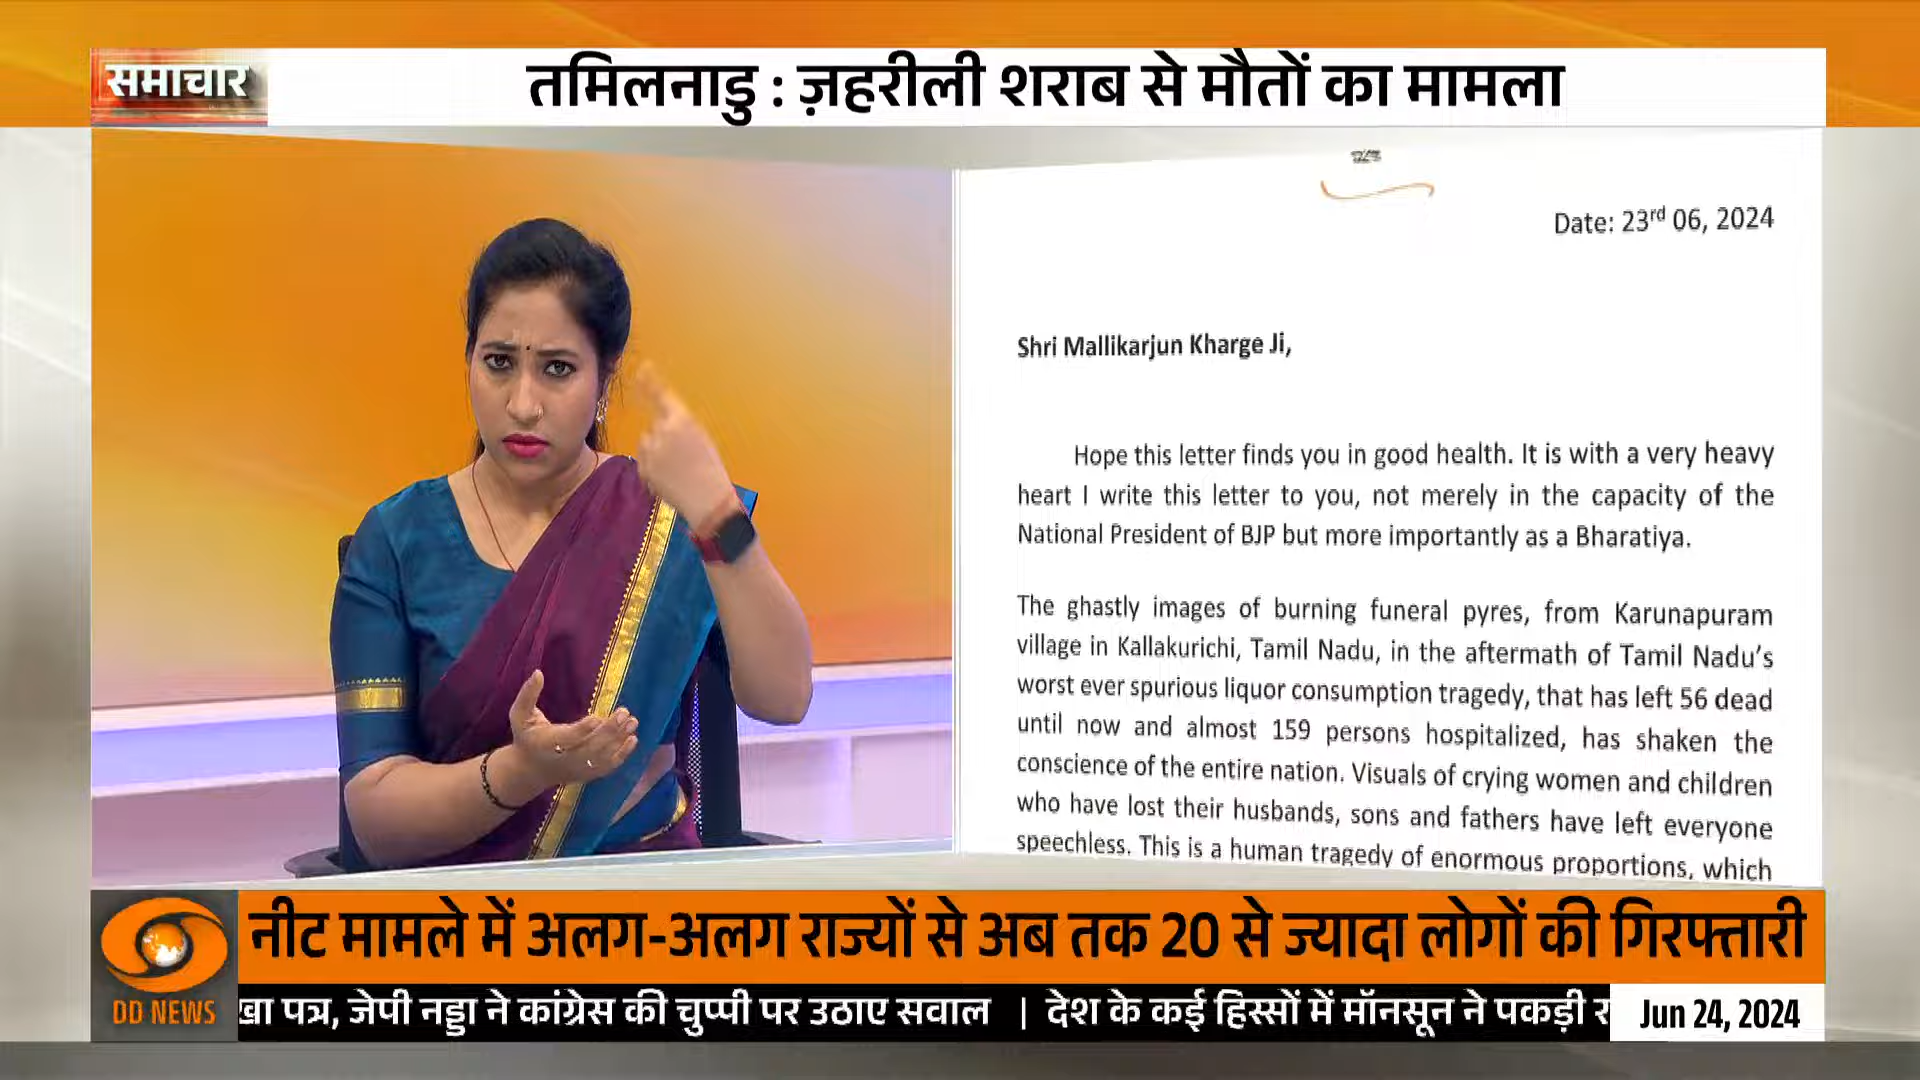 समाचार
तमिलनाडु : ज़हरीली शराब से मौतों का मामला
Date: 23rd 06, 2024
Shri Mallikarjun Kharge Ji,
Hope this letter finds you in good health. It is with a very heavy
heart I write this letter to you, not merely in the capacity of the
National President of BJP but more importantly as a Bharatiya.
The ghastly images of burning funeral pyres, from Karunapuram
village in Kallakurichi, Tamil Nadu, in the aftermath of Tamil Nadu's
worst ever spurious liquor consumption tragedy, that has left 56 dead
until now and almost 159 persons hospitalized, has shaken the
conscience of the entire nation. Visuals of crying women and children
who have lost their husbands, sons and fathers have left everyone
speechless. This is a human tragedy of enormous proportions, which
नीट मामले में अलग-अलग राज्यों से अब तक 20 से ज्यादा लोगों की गिरफ्तारी
DD NEWS
पत्र, जेपी नड्डा ने कांग्रेस की चुप्पी पर उठाए सवाल | देश के कई हिस्सों में मॉनसून ने पकड़ी
Jun 24, 2024